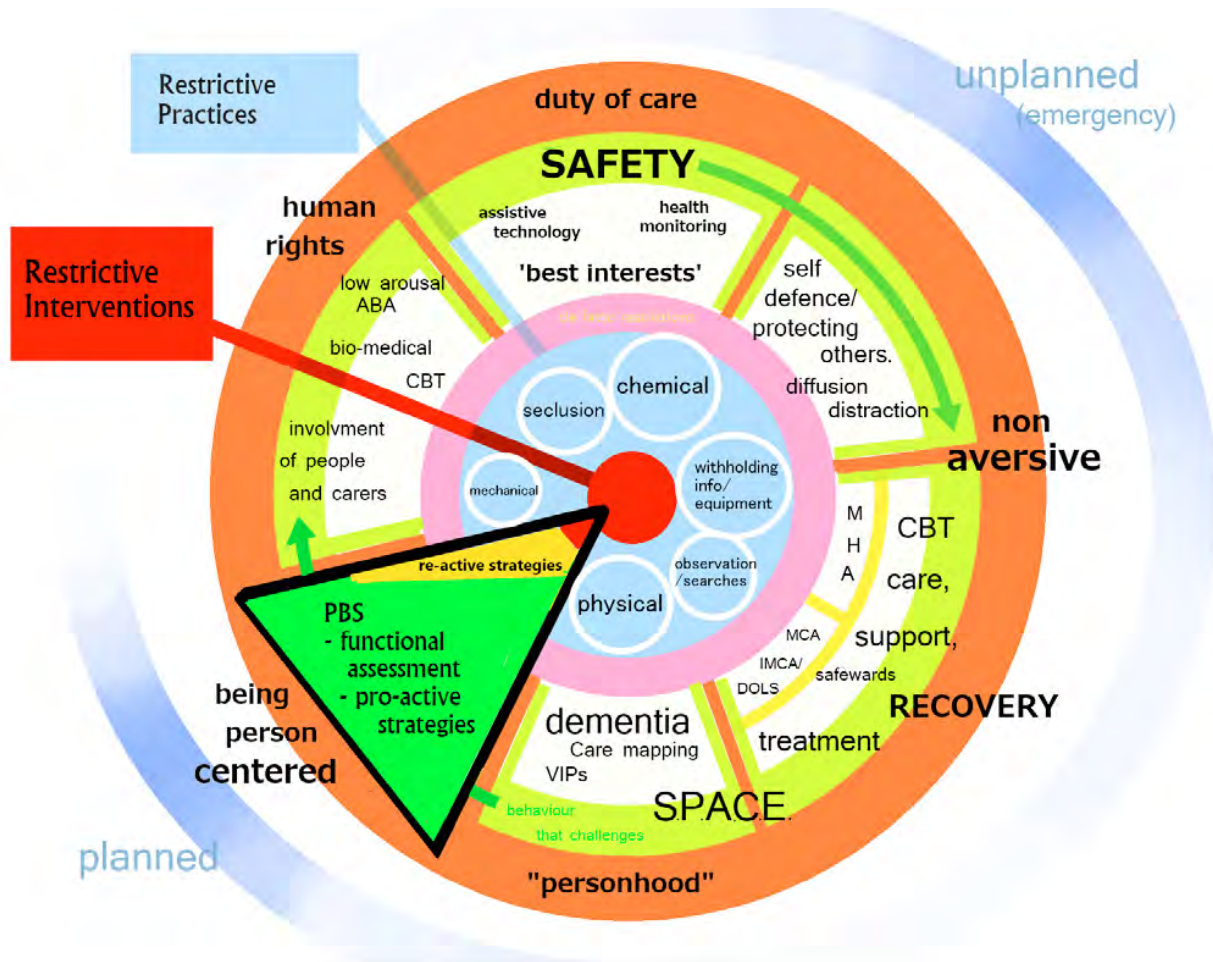 Restrictive
Practices
unplanned
(emergency)
duty of care
SAFETY
human
rights
assistive
technology
health
monitoring
'best interests'
Restrictive
Interventions
low arousal
ABA
bio-medical
CBT
involvment
of people
and carers
self
defence/
protecting
others.
diffusion
distraction
non
aversive
chemical
seclusion
mechanical
withholding
info/
equipment
observation
/searches
physical
re-active strategies
PBS
- functional
assessment
- pro-active
strategies
M
H
A
CBT
care,
support,
MCA
IMCA/
DOLS
safewards
RECOVERY
treatment
being
person
centered
dementia
Care mapping
VIPs
S.P.A.C.E.
behaviour
that challenges
planned
"personhood"